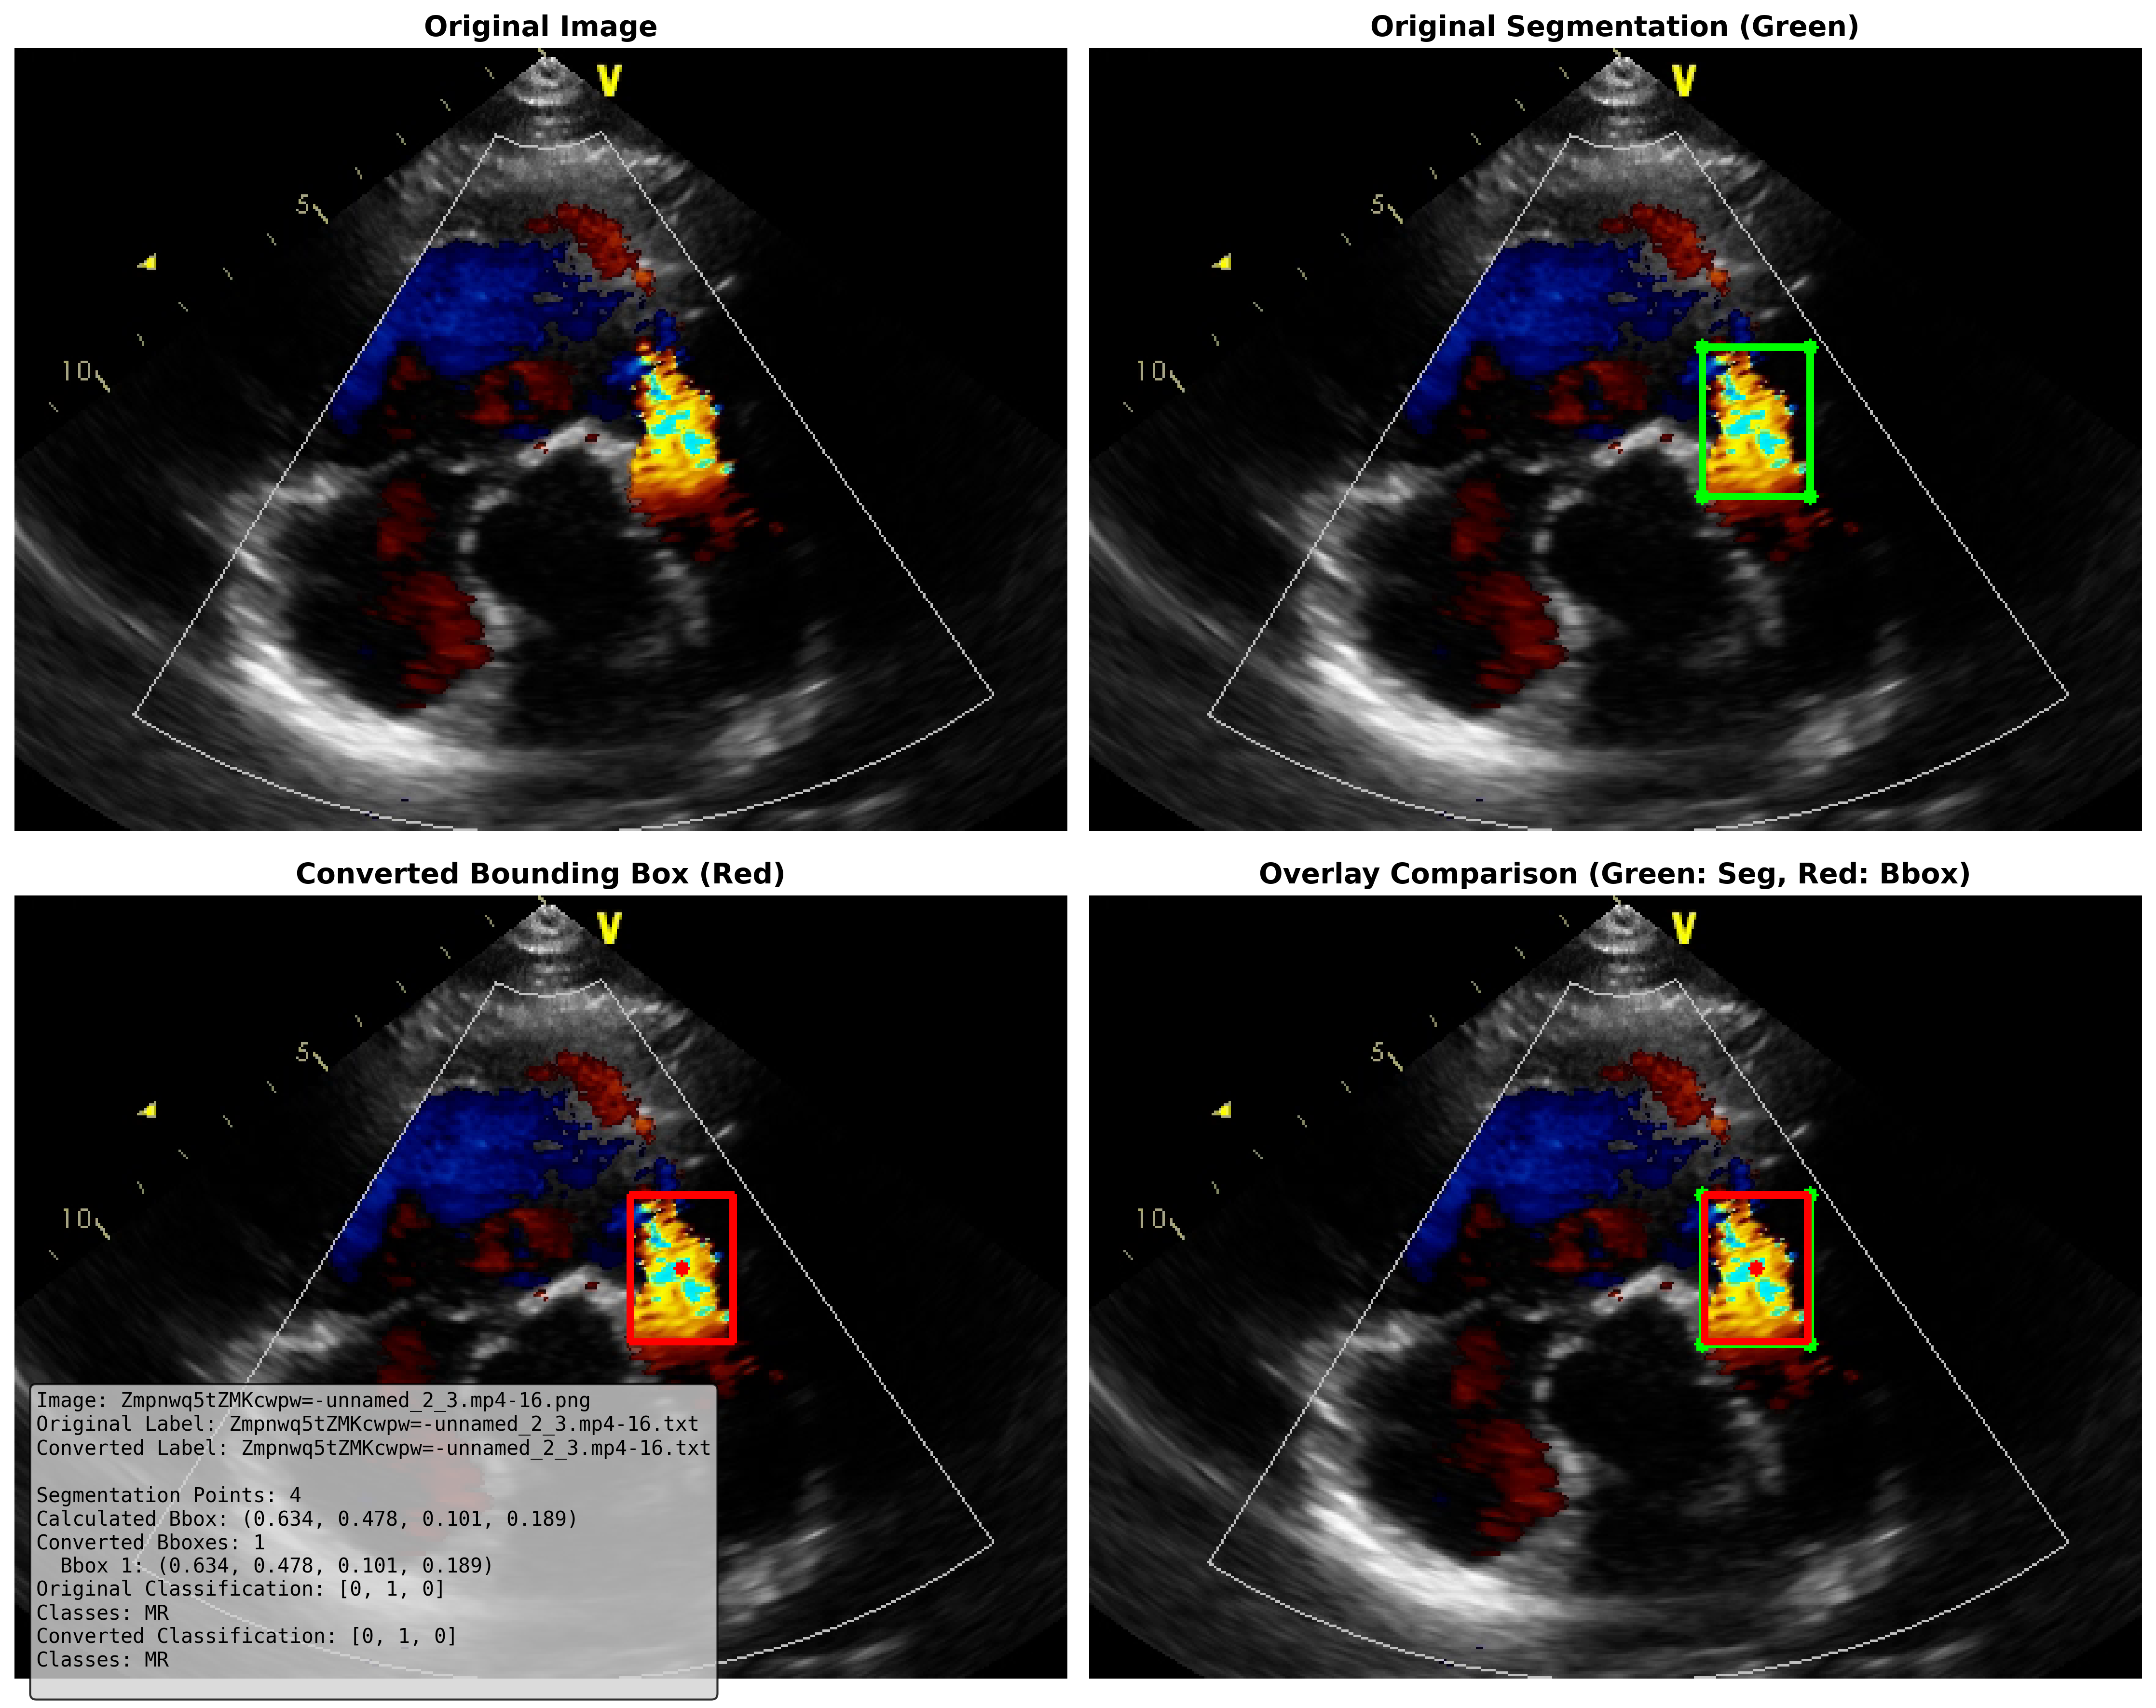 Original Image
Original Segmentation (Green)
V
5
10
V
5
10
Converted Bounding Box (Red)
Overlay Comparison (Green: Seg, Red: Bbox)
V
5
10
V
5
10
Image: Zmpnwq5tZMKcwpw=-unnamed_2_3.mp4-16.png
Original Label: Zmpnwq5tZMKcwpw=-unnamed_2_3.mp4-16.txt
Converted Label: Zmpnwq5tZMKcwpw=-unnamed_2_3.mp4-16.txt
Segmentation Points: 4
Calculated Bbox: (0.634, 0.478, 0.101, 0.189)
Converted Bboxes: 1
Bbox 1: (0.634, 0.478, 0.101, 0.189)
Original Classification: [0, 1, 0]
Classes: MR
Converted Classification: [0, 1, 0]
Classes: MR